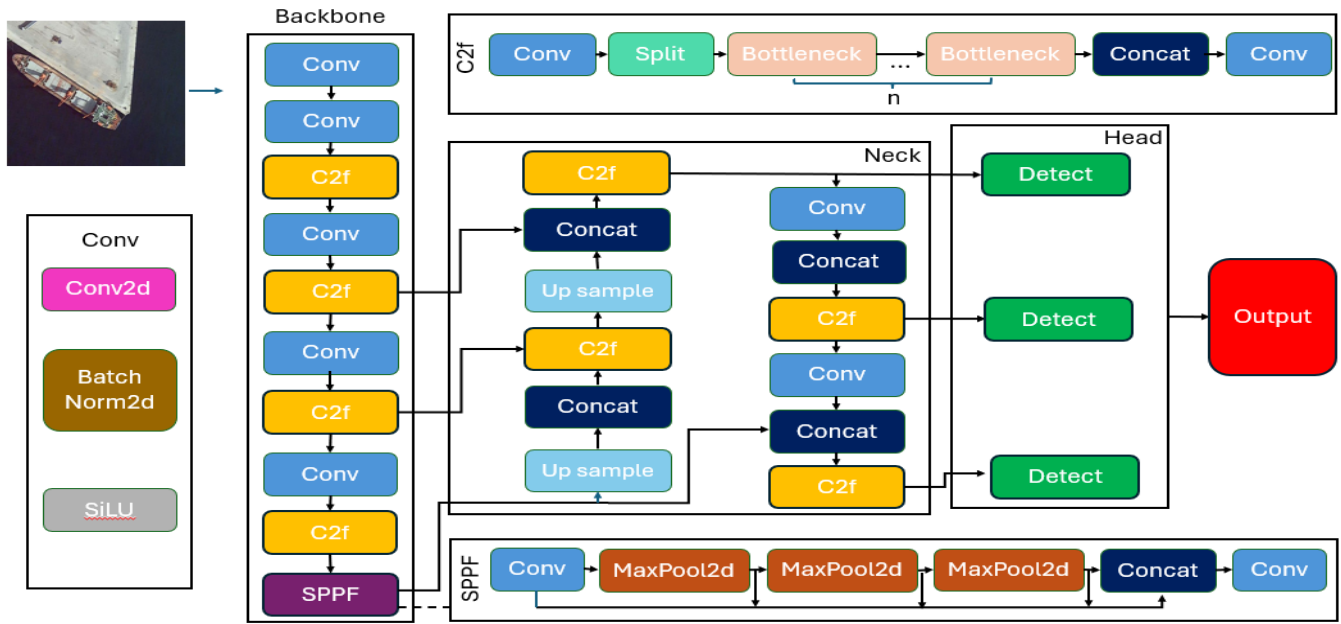 Backbone
Conv
Conv
C2f
Conv
C2f
Conv
C2f
Conv
C2f
SPPF
Conv
Conv2d
Batch
Norm2d
SiLU
C2f
Conv
Split
Bottleneck
...
Bottleneck
Concat
Conv
n
Neck
C2f
Concat
Up sample
C2f
Concat
Up sample
Conv
Concat
C2f
Conv
Concat
C2f
Head
Detect
Detect
Detect
Output
SPPF
Conv
MaxPool2d
MaxPool2d
MaxPool2d
Concat
Conv